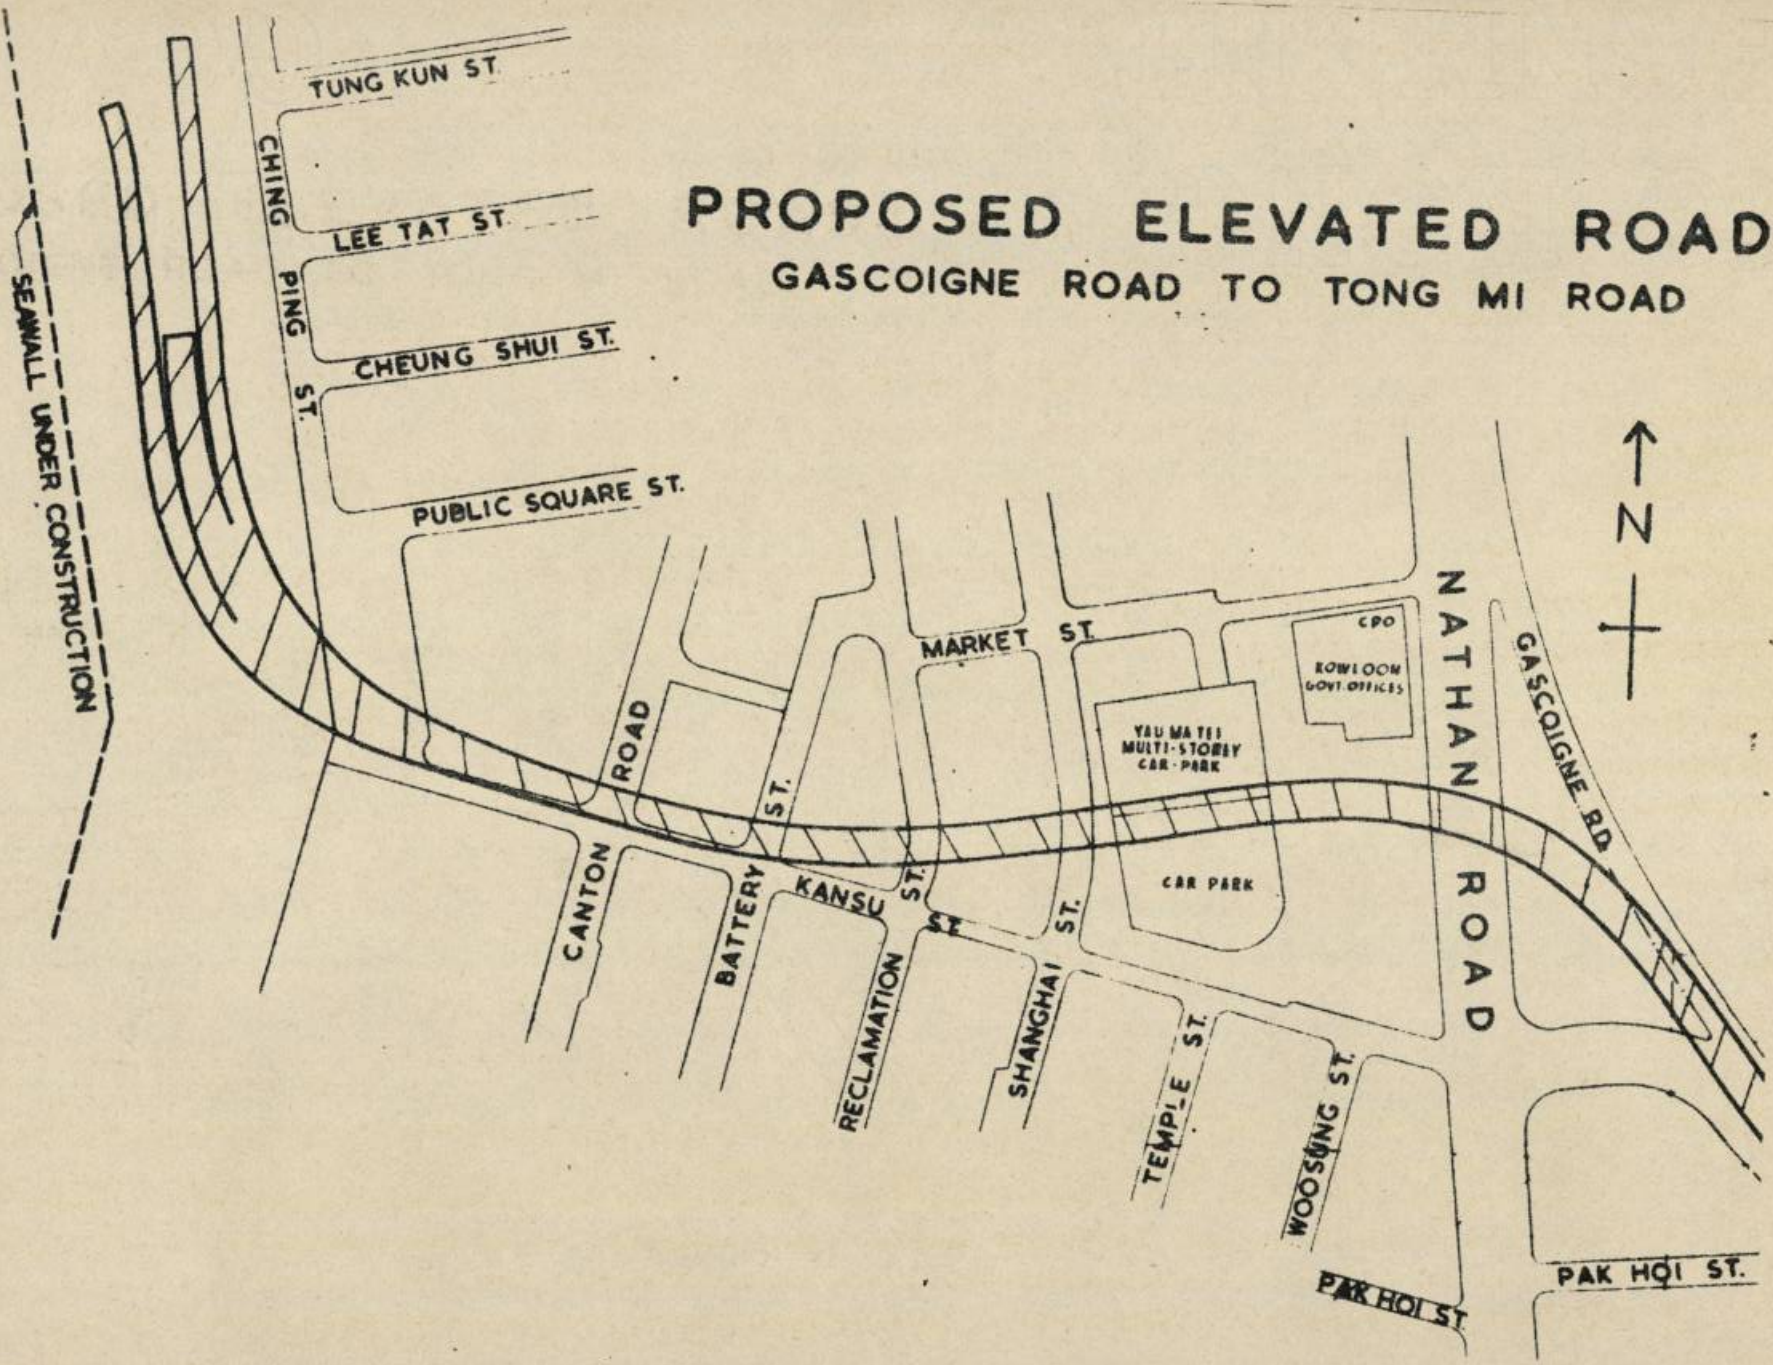 PROPOSED ELEVATED ROAD
GASCOIGNE ROAD TO TONG MI ROAD
TUNG KUN ST.
CHING PING ST.
LEE TAT ST.
CHEUNG SHUI ST.
PUBLIC SQUARE ST.
SEAWALL UNDER CONSTRUCTION
N
MARKET ST.
CPO
KOWLOON
GOVT. OFFICES
YAU MA TEI
MULTI-STOREY
CAR-PARK
CAR PARK
NATHAN ROAD
GASCOIGNE RD.
CANTON ROAD
BATTERY ST.
KANSU ST.
RECLAMATION ST.
SHANGHAI ST.
TEMPLE ST.
WOOSUNG ST.
PAK HOI ST.
PAK HOI ST.